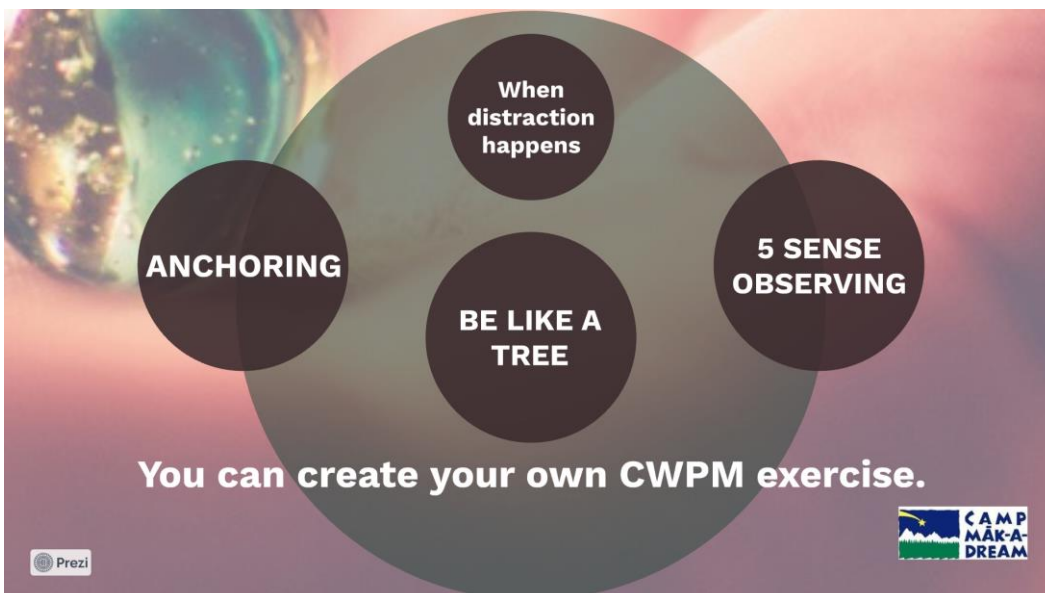 When
distraction
happens
ANCHORING
5 SENSE
OBSERVING
BE LIKE A
TREE
You can create your own CWPM exercise.
CAMP
MĀK-A-
DREAM
Prezi